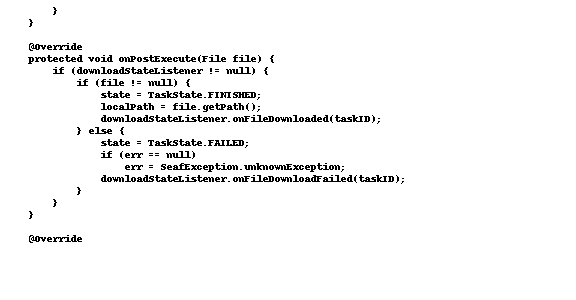 }
    }

    @Override
    protected void onPostExecute(File file) {
        if (downloadStateListener != null) {
            if (file != null) {
                state = TaskState.FINISHED;
                localPath = file.getPath();
                downloadStateListener.onFileDownloaded(taskID);
            } else {
                state = TaskState.FAILED;
                if (err == null)
                    err = SeafException.unknownException;
                downloadStateListener.onFileDownloadFailed(taskID);
            }
        }
    }

    @Override